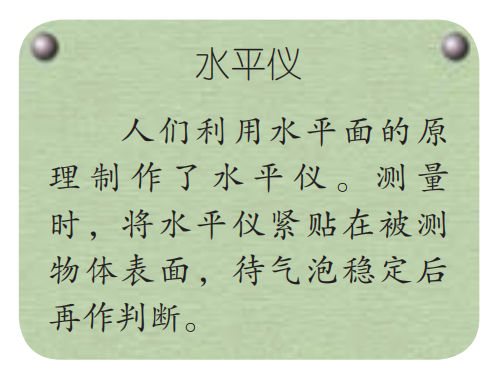 水平仪
人们利用水平面的原
理制作了水平仪。测量
时，将水平仪紧贴在被测
物体表面，待气泡稳定后
再作判断。